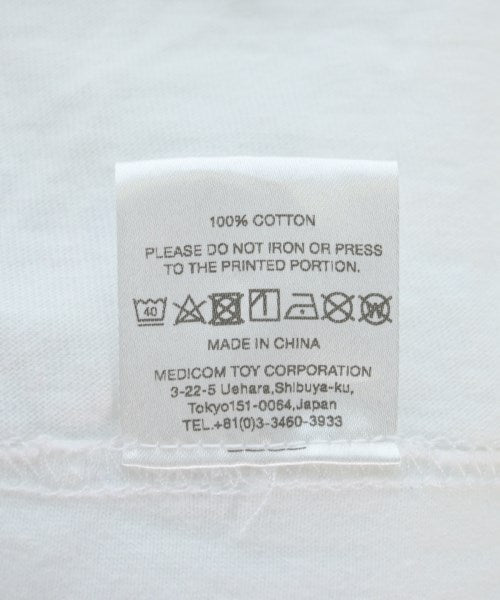 100% COTTON
PLEASE DO NOT IRON OR PRESS
TO THE PRINTED PORTION.
40
W
MADE IN CHINA
MEDICOM TOY CORPORATION
3-22-5 Uehara,Shibuya-ku,
Tokyo151-0064,Japan
TEL.+81(0)3-3460-3933